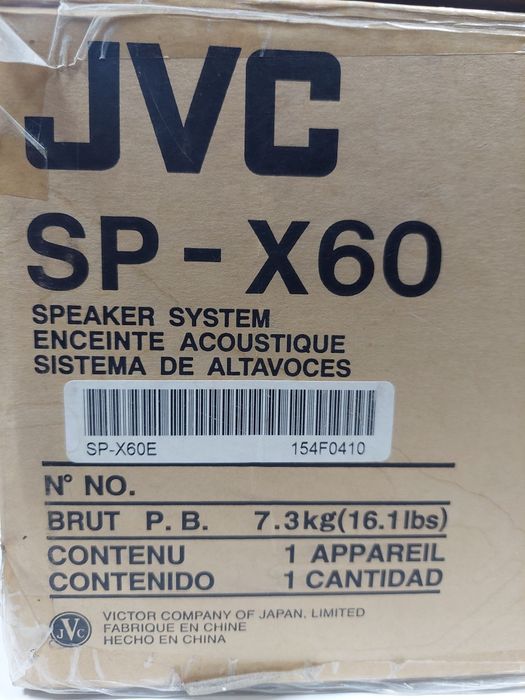 JVC
SP-X60
SPEAKER SYSTEM
ENCEINTE ACOUSTIQUE
SISTEMA DE ALTAVOCES
SP-X60E 154F0410
N° NO.
BRUT P. B. 7.3kg(16.1lbs)
CONTENU 1 APPAREIL
CONTENIDO 1 CANTIDAD
JVC VICTOR COMPANY OF JAPAN, LIMITED
FABRIQUE EN CHINE
HECHO EN CHINA